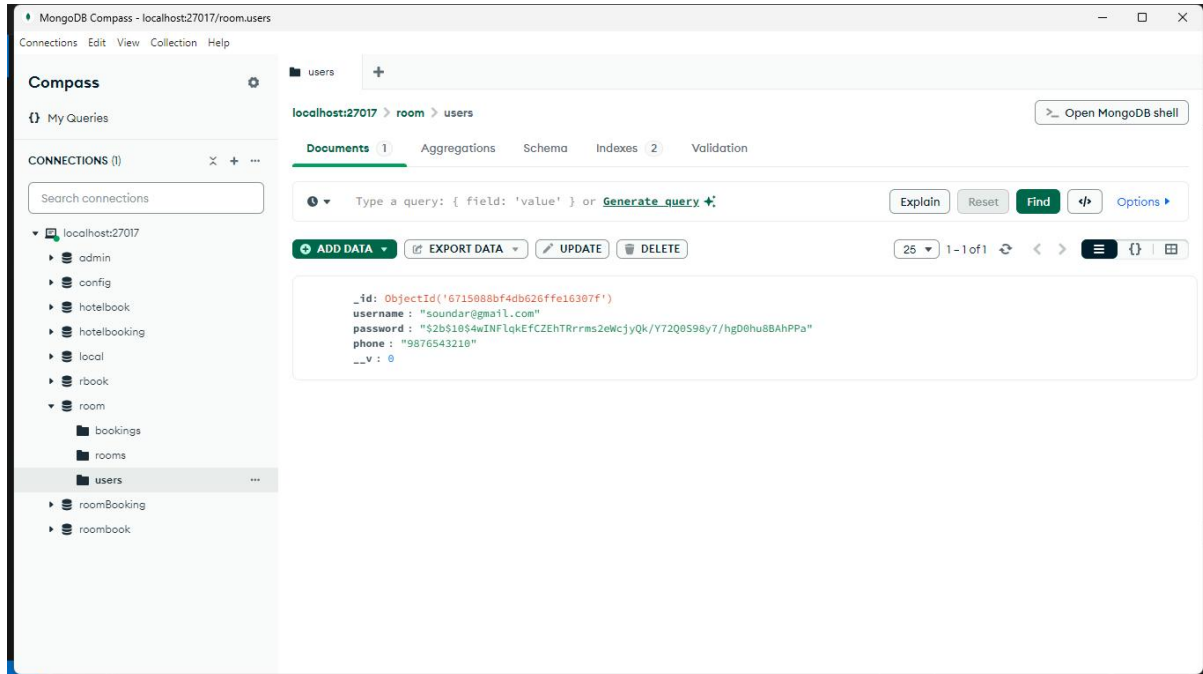 MongoDB Compass - localhost:27017/room.users
Connections Edit View Collection Help
Compass
{} My Queries
CONNECTIONS (1)
Search connections
localhost:27017
admin
config
hotelbook
hotelbooking
local
rbook
room
bookings
rooms
users
roomBooking
roombook
users
localhost:27017 > room > users
>_ Open MongoDB shell
Documents 1 Aggregations Schema Indexes 2 Validation
Type a query: { field: 'value' } or Generate query
Explain Reset Find </> Options
ADD DATA EXPORT DATA UPDATE DELETE
25 1 - 1 of 1 {}
_id: ObjectId('6715088bf4db626ffe16307f')
username : "soundar@gmail.com"
password : "$2b$10$4wINFlqkEfCZEhTRrrms2eWcjyQk/Y72Q0S98y7/hgD0hu8BAhPPa"
phone : "9876543210"
__v : 0